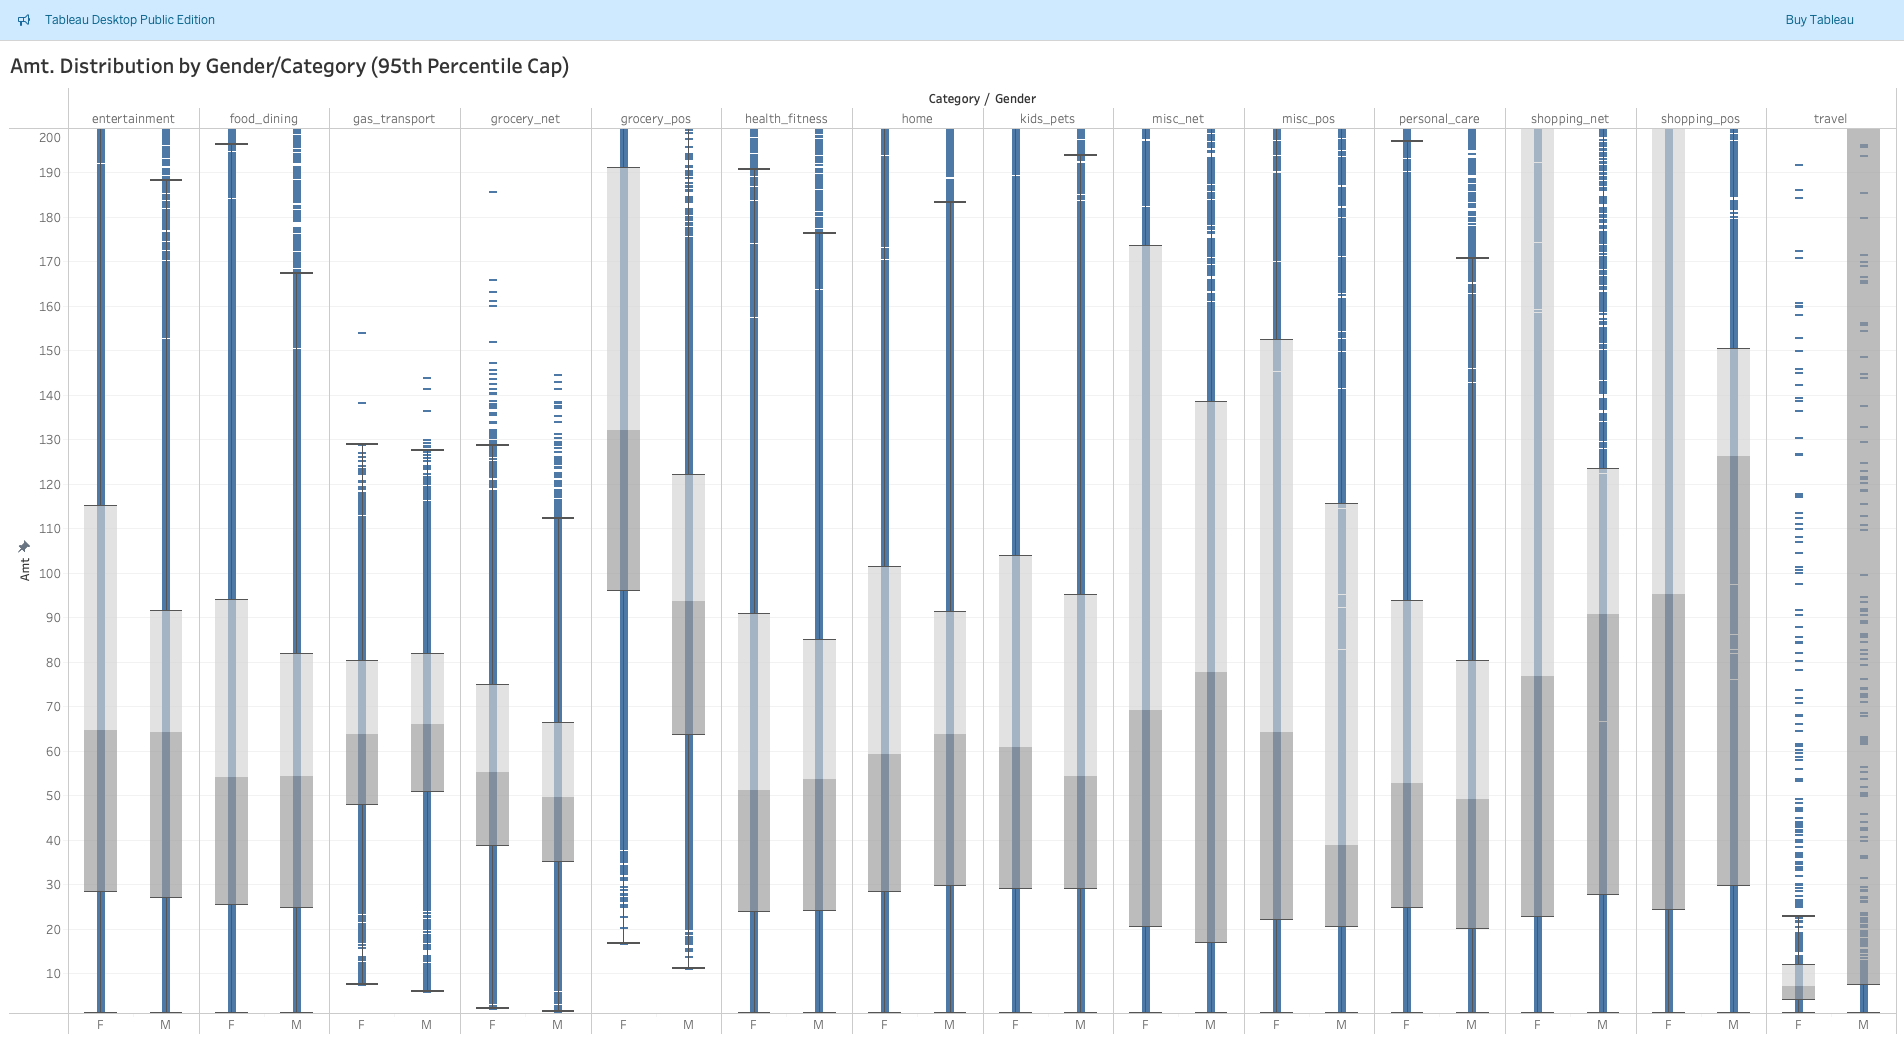 Tableau Desktop Public Edition
Buy Tableau
Amt. Distribution by Gender/Category (95th Percentile Cap)
Category / Gender
entertainment food_dining gas_transport grocery_net grocery_pos health_fitness home kids_pets misc_net misc_pos personal_care shopping_net shopping_pos travel
200
190
180
170
160
150
140
130
120
110
100
90
80
70
60
50
40
30
20
10
Amt
F M F M F M F M F M F M F M F M F M F M F M F M F M F M